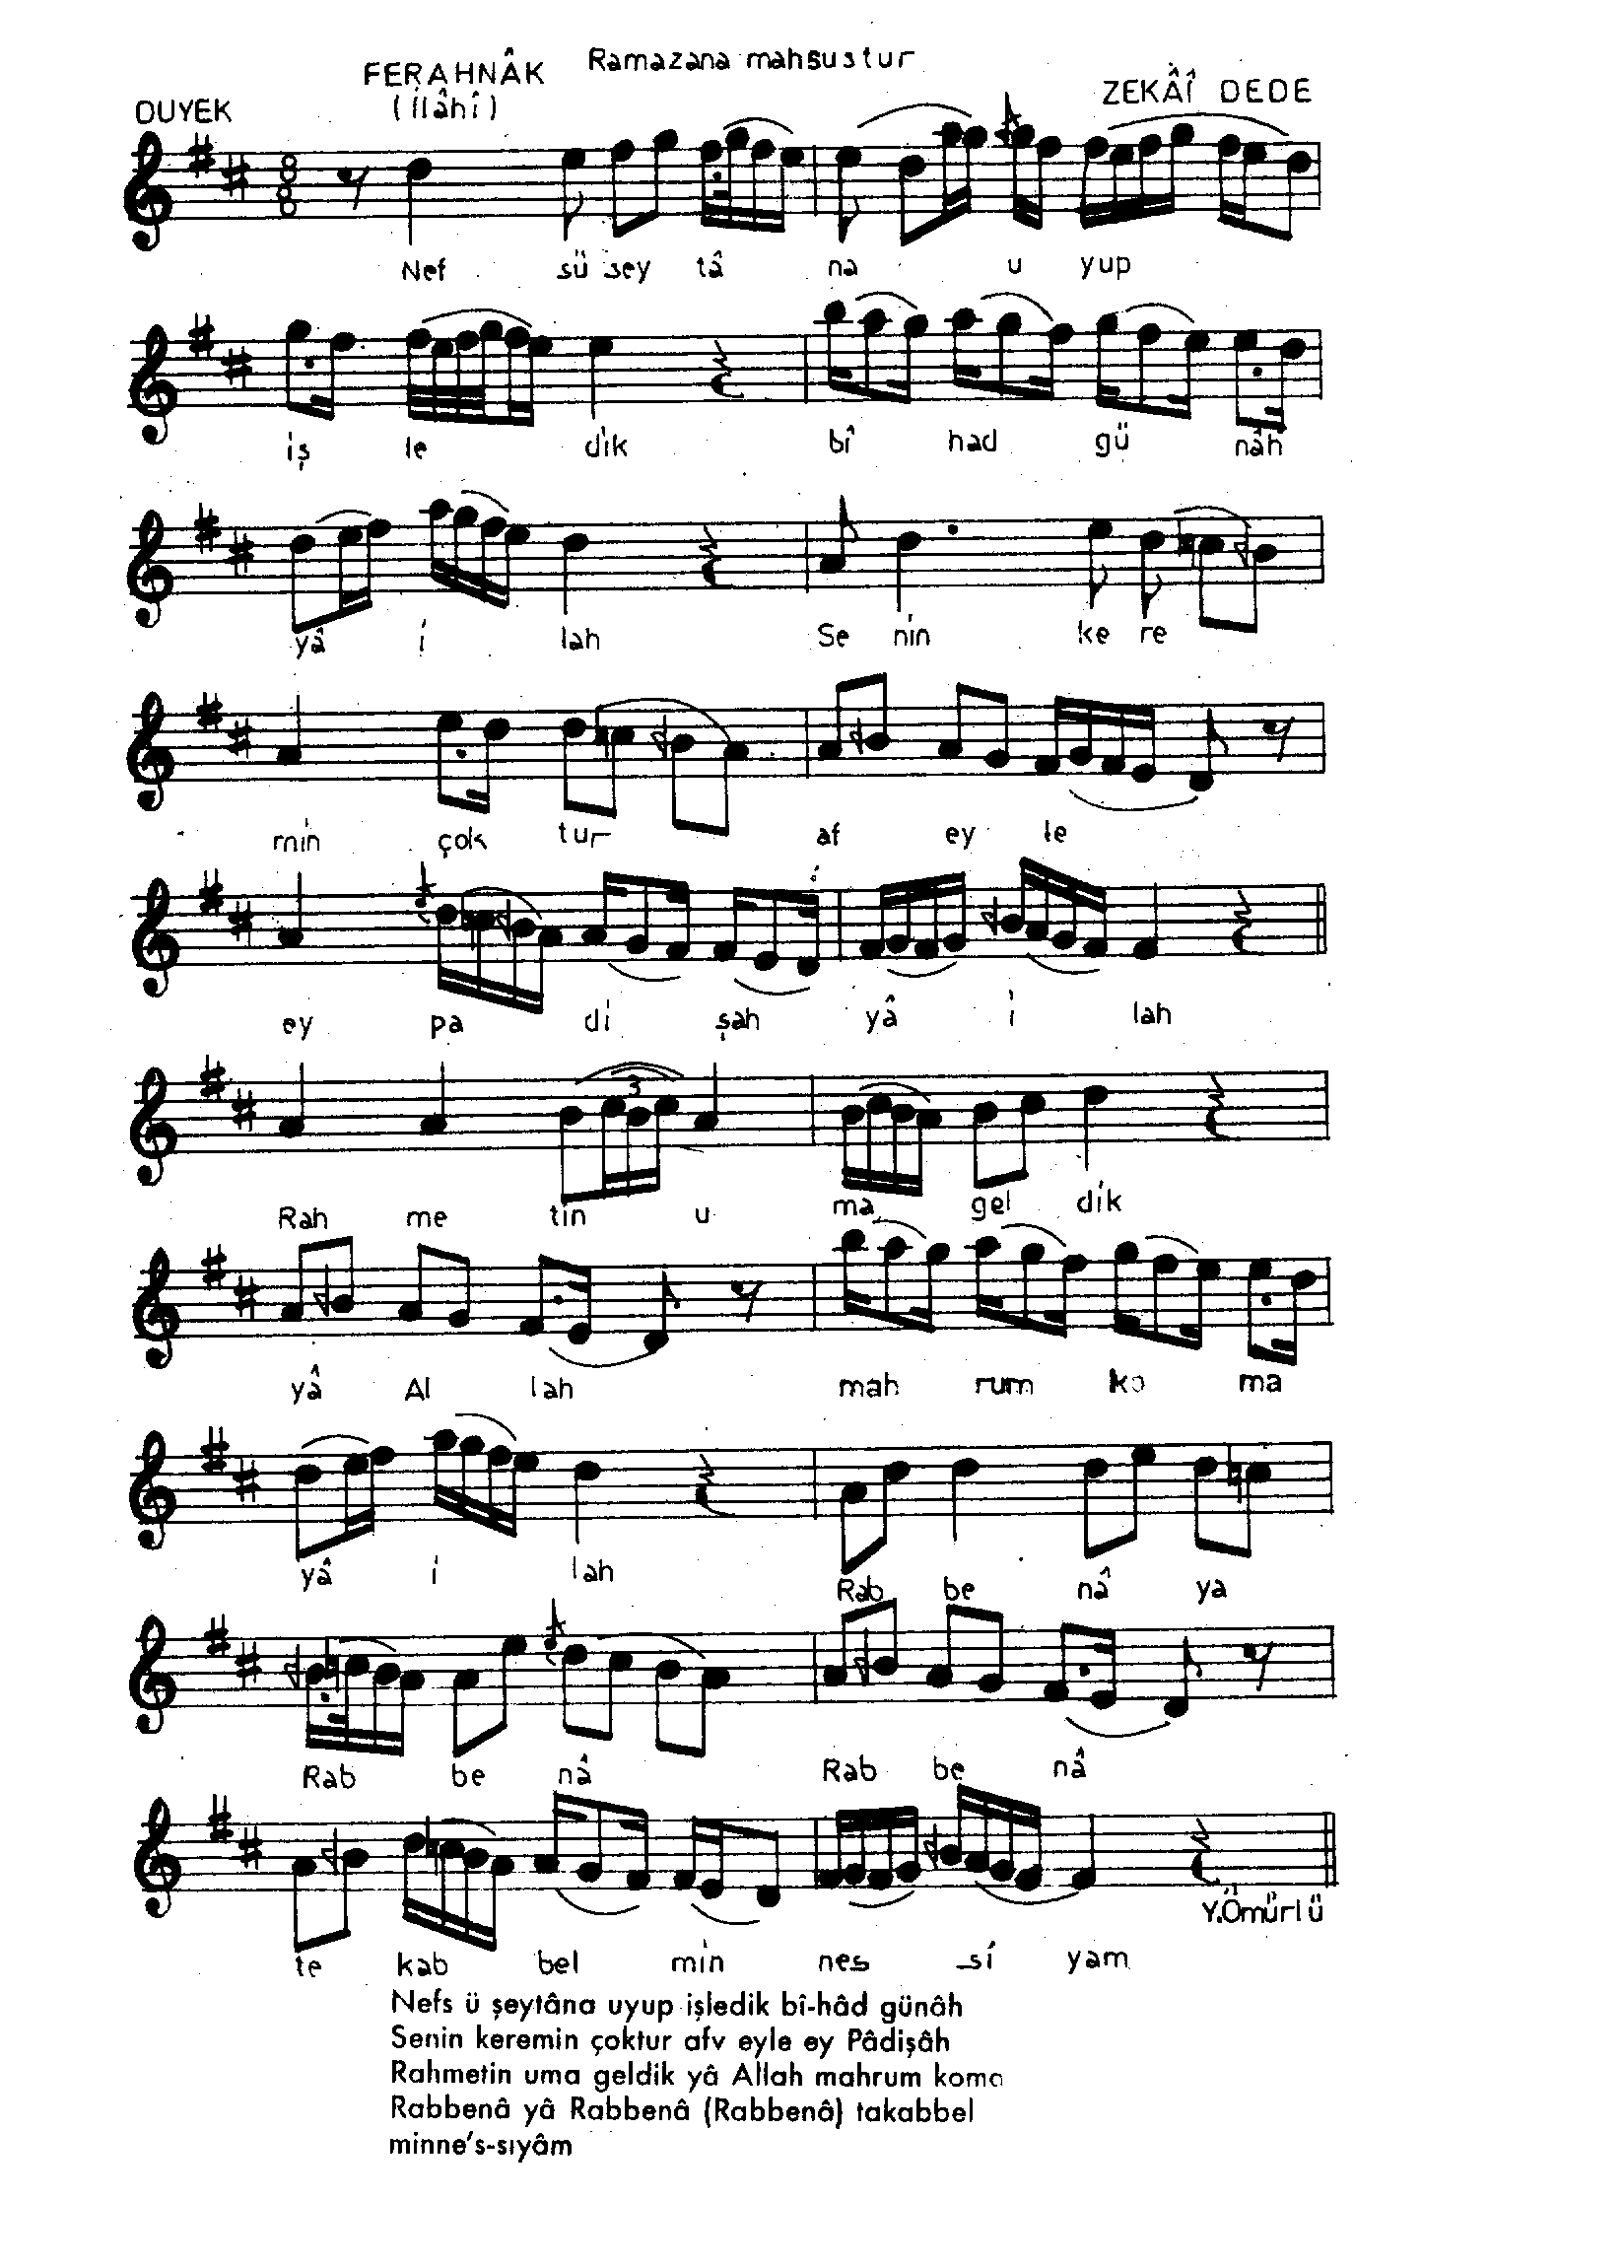 FERAHNÂK Ramazana mahsustur
DUYEK (İlâhî) ZEKÂÎ DEDE
8
8
Nef sü sey tâ na u yup
iş le dik bî had gü nâh
yâ i lah Se nin ke re
min çok tur af ey le
ey pa di şah yâ i lah
3
Rah me tin u ma gel dik
yâ Al lah mah rum ko ma
yâ i lah Rab be nâ ya
Rab be nâ Rab be nâ
Y.Ömürlü
te kab bel min nes si yam
Nefs ü şeytâna uyup işledik bî-hâd günâh
Senin keremin çoktur afv eyle ey Pâdişâh
Rahmetin uma geldik yâ Allah mahrum koma
Rabbenâ yâ Rabbenâ (Rabbenâ) takabbel
minne's-sıyâm